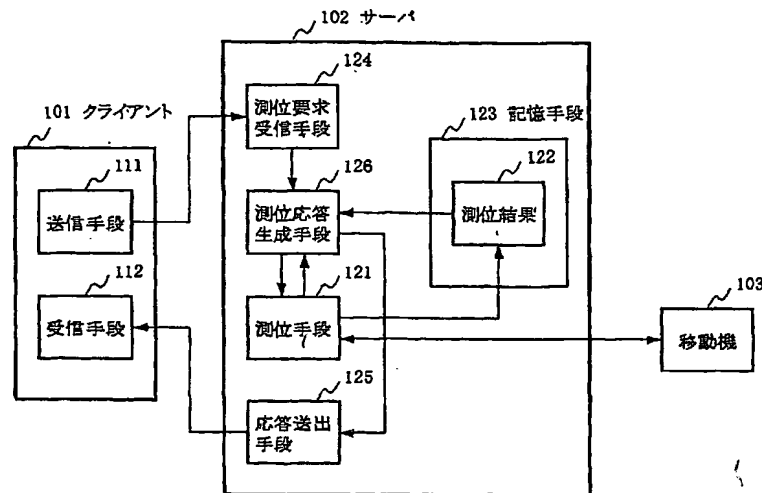 102 サーバ
124
測位要求
受信手段
101 クライアント
123 記憶手段
111
送信手段
126
測位応答
生成手段
122
測位結果
112
受信手段
121
測位手段
103
移動機
125
応答送出
手段